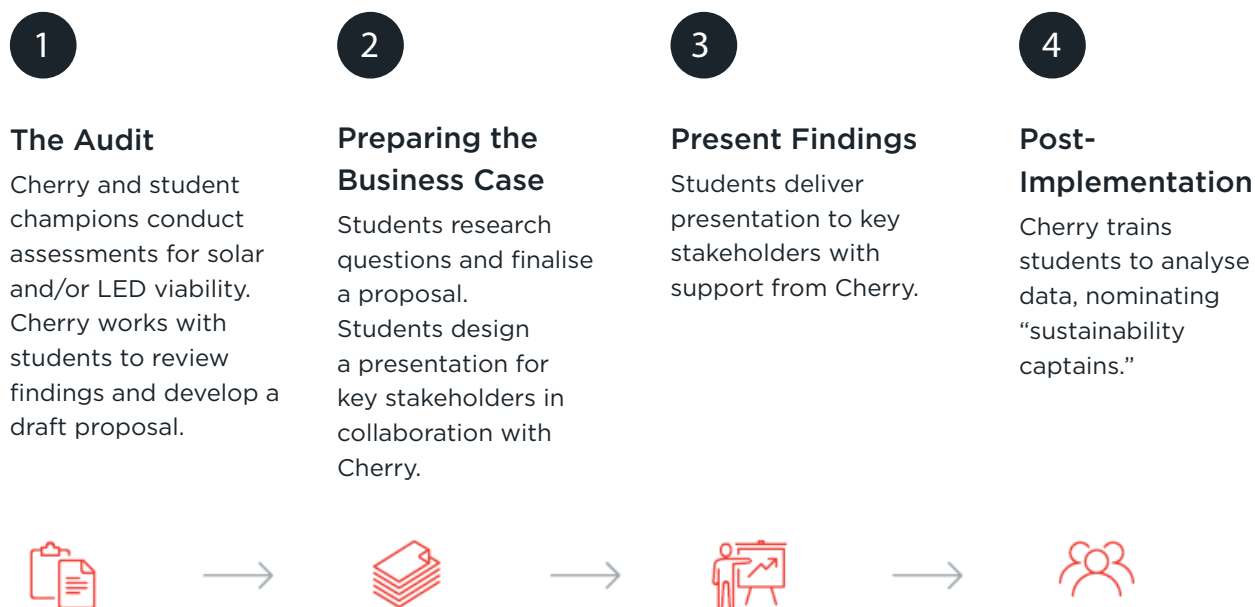 1
The Audit
Cherry and student
champions conduct
assessments for solar
and/or LED viability.
Cherry works with
students to review
findings and develop a
draft proposal.
2
Preparing the
Business Case
Students research
questions and finalise
a proposal.
Students design
a presentation for
key stakeholders in
collaboration with
Cherry.
3
Present Findings
Students deliver
presentation to key
stakeholders with
support from Cherry.
4
Post-
Implementation
Cherry trains
students to analyse
data, nominating
“sustainability
captains.”